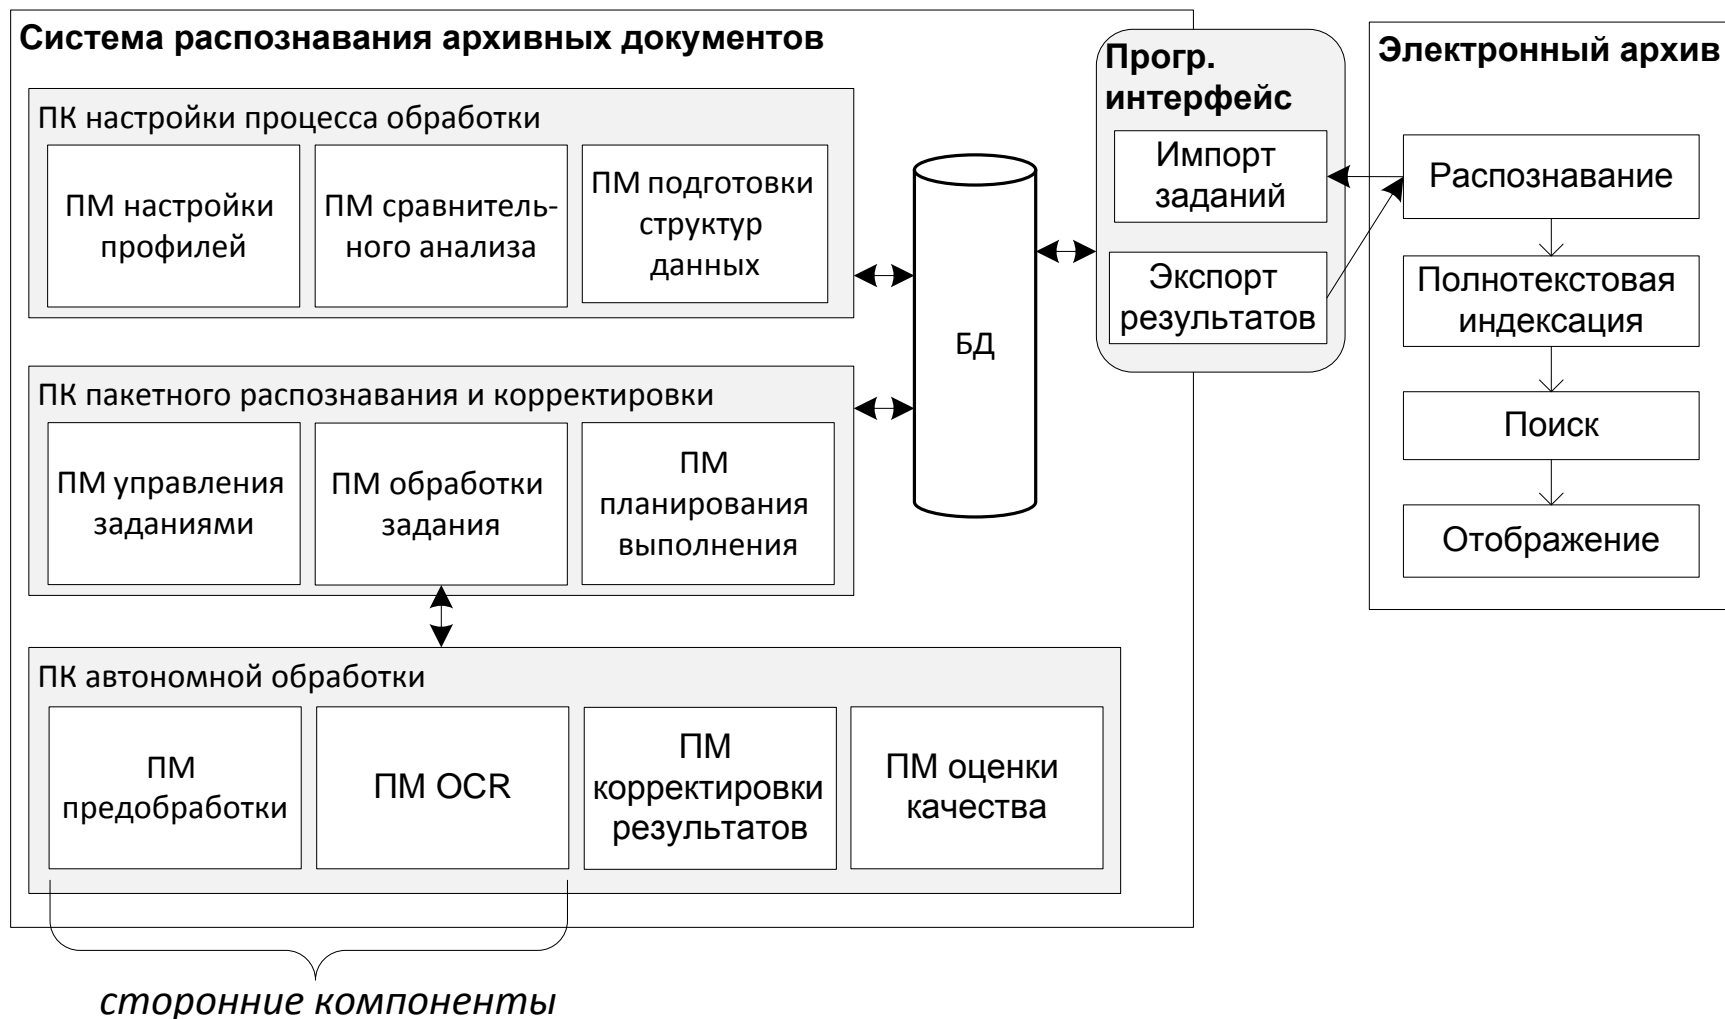 Система распознавания архивных документов
ПК настройки процесса обработки
ПМ настройки
профилей
ПМ сравнитель-
ного анализа
ПМ подготовки
структур
данных
ПК пакетного распознавания и корректировки
ПМ управления
заданиями
ПМ обработки
задания
ПМ
планирования
выполнения
ПК автономной обработки
ПМ
предобработки
ПМ OCR
ПМ
корректировки
результатов
ПМ оценки
качества
сторонние компоненты
БД
Прогр.
интерфейс
Импорт
заданий
Экспорт
результатов
Электронный архив
Распознавание
Полнотекстовая
индексация
Поиск
Отображение